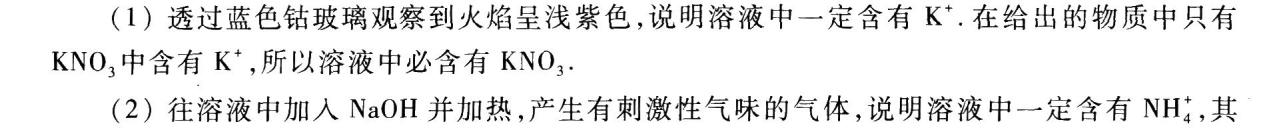 (1) 透过蓝色钴玻璃观察到火焰呈浅紫色,说明溶液中一定含有 K⁺. 在给出的物质中只有
KNO₃中含有 K⁺,所以溶液中必含有 KNO₃.
(2) 往溶液中加入 NaOH 并加热,产生有刺激性气味的气体,说明溶液中一定含有 NH₄⁺,其